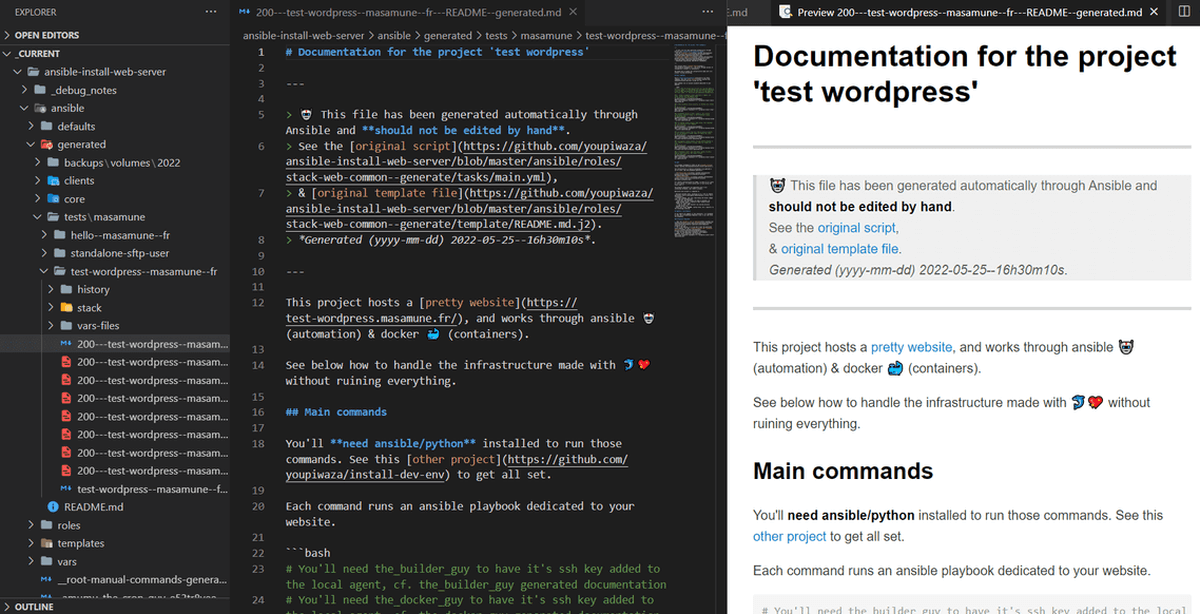 EXPLORER
OPEN EDITORS
_CURRENT
ansible-install-web-server
_debug_notes
ansible
defaults
generated
backups\volumes\2022
clients
core
tests\masamune
hello--masamune--fr
standalone-sftp-user
test-wordpress--masamune--fr
history
stack
vars-files
200---test-wordpress--masam...
200---test-wordpress--masam...
200---test-wordpress--masam...
200---test-wordpress--masam...
200---test-wordpress--masam...
200---test-wordpress--masam...
200---test-wordpress--masam...
200---test-wordpress--masam...
test-wordpress--masamune--f...
README.md
roles
templates
vars
__root-manual-commands-genera...
OUTLINE
200---test-wordpress--masamune--fr---README--generated.md
ansible-install-web-server > ansible > generated > tests > masamune > test-wordpress--masamune--f
1 # Documentation for the project 'test wordpress'
2
3 ---
4
5 > This file has been generated automatically through
Ansible and **should not be edited by hand**.
6 > See the [original script](https://github.com/youpiwaza/
ansible-install-web-server/blob/master/ansible/roles/
stack-web-common--generate/tasks/main.yml),
7 > & [original template file](https://github.com/youpiwaza/
ansible-install-web-server/blob/master/ansible/roles/
stack-web-common--generate/template/README.md.j2).
8 > *Generated (yyyy-mm-dd) 2022-05-25--16h30m10s*.
9
10 ---
11
12 This project hosts a [pretty website](https://
test-wordpress.masamune.fr/), and works through ansible
(automation) & docker (containers).
13
14 See below how to handle the infrastructure made with
without ruining everything.
15
16 ## Main commands
17
18 You'll **need ansible/python** installed to run those
commands. See this [other project](https://github.com/
youpiwaza/install-dev-env) to get all set.
19
20 Each command runs an ansible playbook dedicated to your
website.
21
22 ```bash
23 # You'll need the_builder_guy to have it's ssh key added to
the local agent, cf. the_builder_guy generated documentation
24 # You'll need the_docker_guy to have it's ssh key added to
E.md
Preview 200---test-wordpress--masamune--fr---README--generated.md
Documentation for the project
'test wordpress'
This file has been generated automatically through Ansible and
should not be edited by hand.
See the original script,
& original template file.
Generated (yyyy-mm-dd) 2022-05-25--16h30m10s.
This project hosts a pretty website, and works through ansible
(automation) & docker (containers).
See below how to handle the infrastructure made with without
ruining everything.
Main commands
You'll need ansible/python installed to run those commands. See this
other project to get all set.
Each command runs an ansible playbook dedicated to your website.
# You'll need the_builder_guy to have it's ssh key added to the local